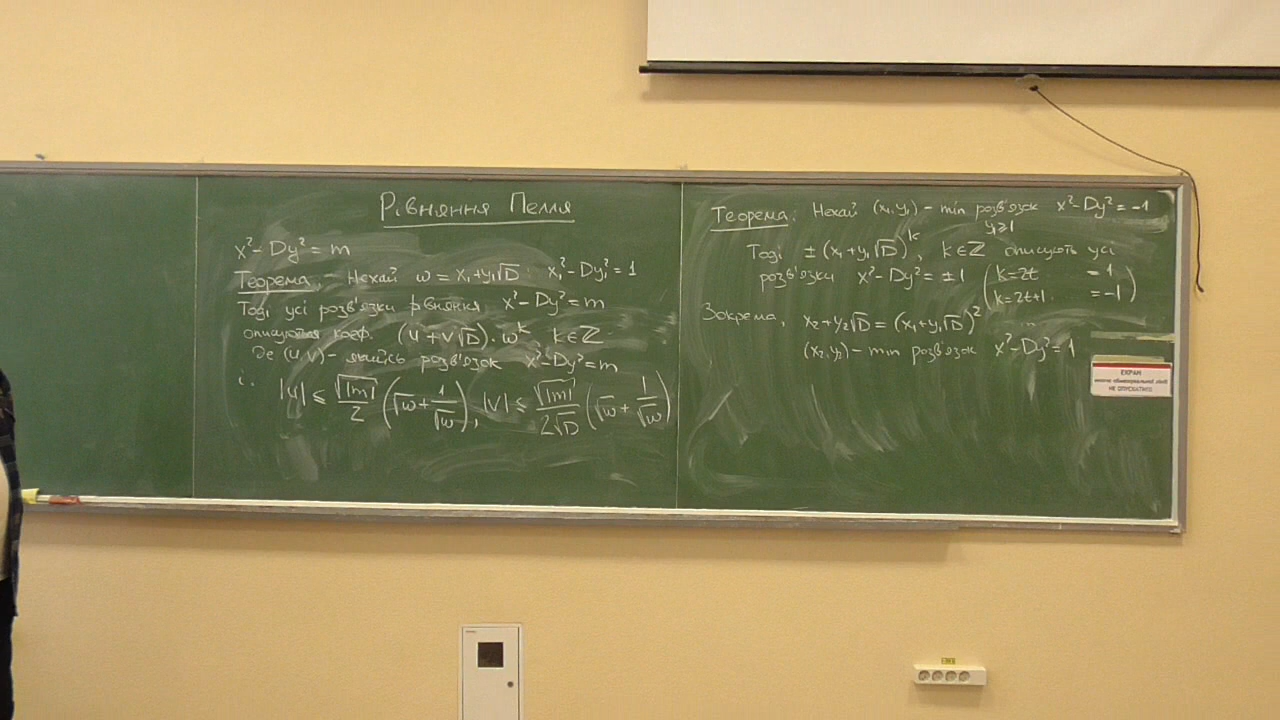 Рівняння Пелля
x² - Dy² = m
Теорема. Нехай ω = x₁ + y₁√D : x₁² - Dy₁² = 1
Тоді усі розв'язки рівняння x² - Dy² = m
описуються коеф. (u + v√D) · ω^k k ∈ ℤ
Де (u, v) - якийсь розв'язок x² - Dy² = m
і. |u| ≤ √|m|/2 (√ω + 1/√ω), |v| ≤ √|m|/(2√D) (√ω + 1/√ω)
Теорема: Нехай (x₁, y₁) - min розв'язок x² - Dy² = -1
y ≥ 1
Тоді ± (x₁ + y₁√D)^k, k ∈ ℤ описують усі
розв'язки x² - Dy² = ±1 (k = 2t = 1
k = 2t+1. = -1)
Зокрема, x₂ + y₂√D = (x₁ + y₁√D)²
(x₂, y₂) - min розв'язок x² - Dy² = 1
ЕКРАН
НЕ ОПУСКАТИ!!!